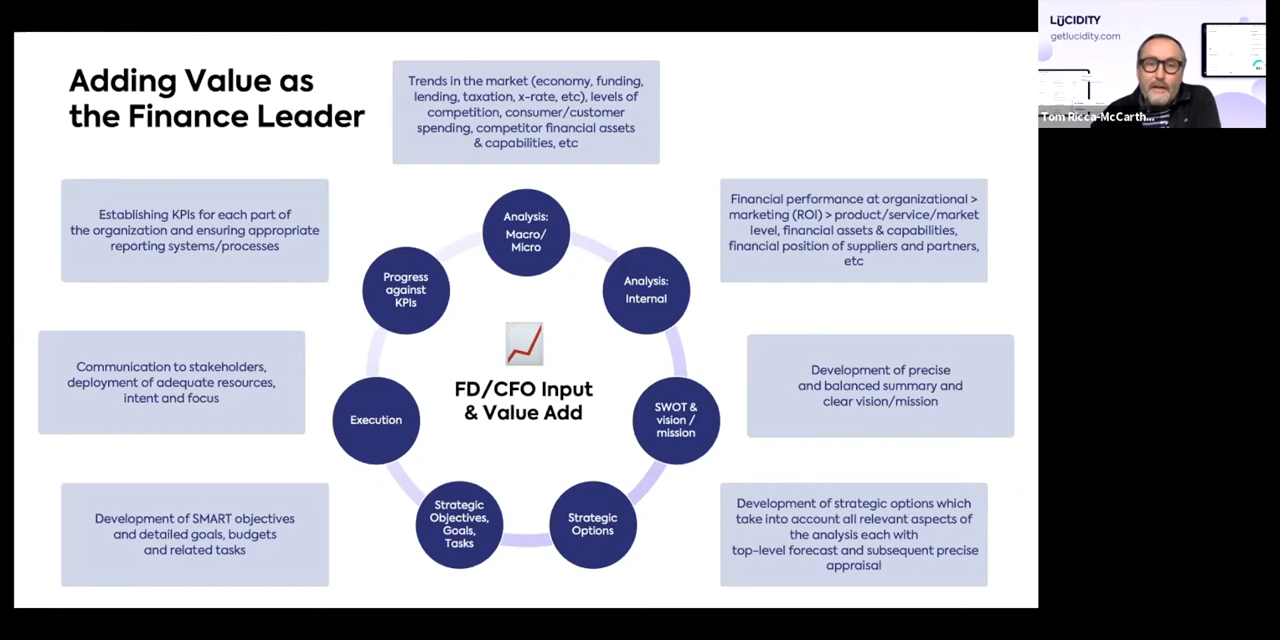 Adding Value as
the Finance Leader
Trends in the market (economy, funding,
lending, taxation, x-rate, etc), levels of
competition, consumer/customer
spending, competitor financial assets
& capabilities, etc
Establishing KPIs for each part of
the organization and ensuring appropriate
reporting systems/processes
Financial performance at organizational >
marketing (ROI) > product/service/market
level, financial assets & capabilities,
financial position of suppliers and partners,
etc
Analysis:
Macro/
Micro
Progress
against
KPIs
Analysis:
Internal
Communication to stakeholders,
deployment of adequate resources,
intent and focus
Development of precise
and balanced summary and
clear vision/mission
FD/CFO Input
& Value Add
Execution
SWOT &
vision /
mission
Development of SMART objectives
and detailed goals, budgets
and related tasks
Strategic
Objectives,
Goals,
Tasks
Strategic
Options
Development of strategic options which
take into account all relevant aspects of
the analysis each with
top-level forecast and subsequent precise
appraisal
LÜCIDITY
getlucidity.com
Tom Ricca-McCarth...